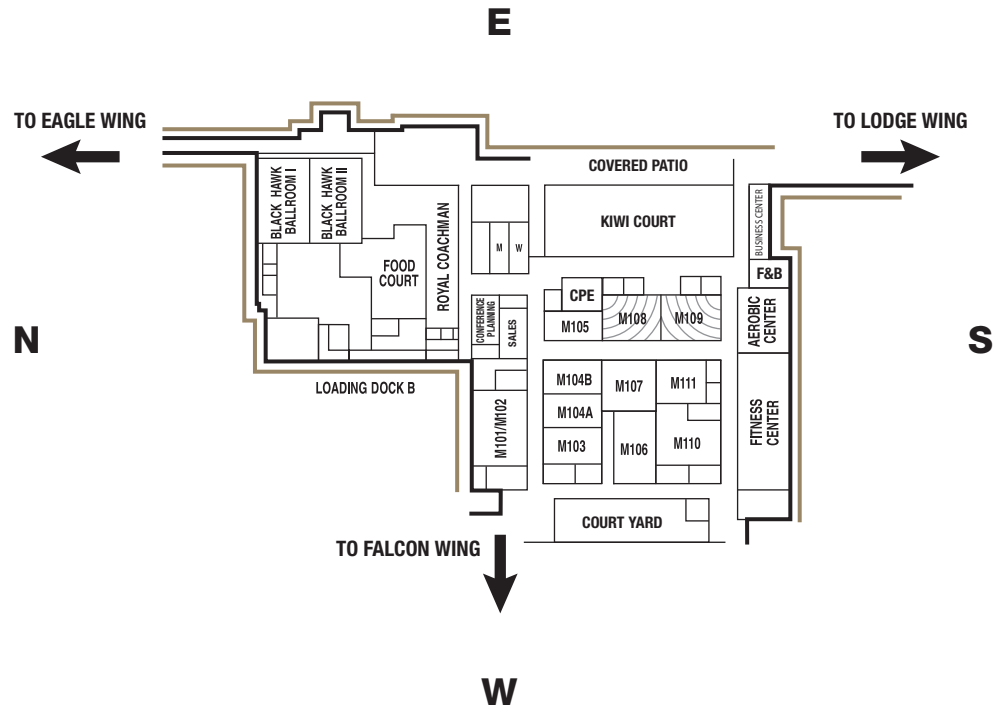 E
TO EAGLE WING
TO LODGE WING
COVERED PATIO
BLACK HAWK
BALLROOM I
BLACK HAWK
BALLROOM II
ROYAL COACHMAN
KIWI COURT
BUSINESS CENTER
M
W
FOOD
COURT
F&B
CPE
CONFERENCE
PLANNING
SALES
M105
M108
M109
AEROBIC
CENTER
N
S
LOADING DOCK B
M104B
M107
M111
M104A
M101/M102
M103
M106
M110
FITNESS
CENTER
COURT YARD
TO FALCON WING
W